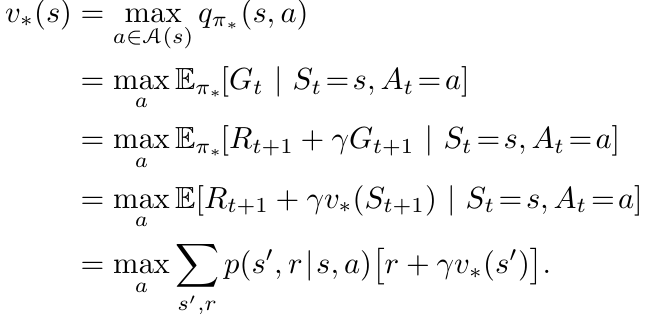 v_*(s) = max_{a∈𝒜(s)} q_{π_*}(s, a)
= max_a 𝔼_{π_*}[G_t | S_t = s, A_t = a]
= max_a 𝔼_{π_*}[R_{t+1} + γG_{t+1} | S_t = s, A_t = a]
= max_a 𝔼[R_{t+1} + γv_*(S_{t+1}) | S_t = s, A_t = a]
= max_a ∑_{s′,r} p(s′, r | s, a)[r + γv_*(s′)].